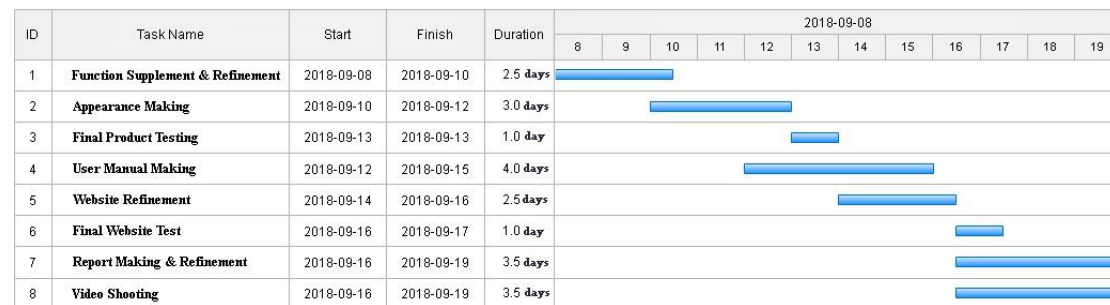 ID Task Name Start Finish Duration 2018-09-08
8 9 10 11 12 13 14 15 16 17 18 19
1 Function Supplement & Refinement 2018-09-08 2018-09-10 2.5 days
2 Appearance Making 2018-09-10 2018-09-12 3.0 days
3 Final Product Testing 2018-09-13 2018-09-13 1.0 day
4 User Manual Making 2018-09-12 2018-09-15 4.0 days
5 Website Refinement 2018-09-14 2018-09-16 2.5 days
6 Final Website Test 2018-09-16 2018-09-17 1.0 day
7 Report Making & Refinement 2018-09-16 2018-09-19 3.5 days
8 Video Shooting 2018-09-16 2018-09-19 3.5 days